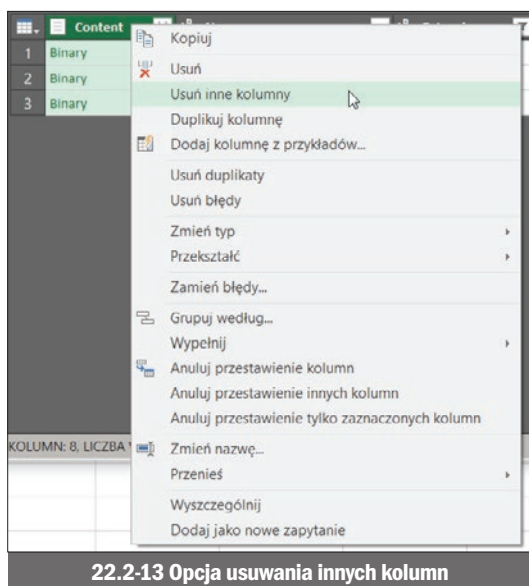 Content
1 Binary
2 Binary
3 Binary
Kopiuj
Usuń
Usuń inne kolumny
Duplikuj kolumnę
Dodaj kolumnę z przykładów...
Usuń duplikaty
Usuń błędy
Zmień typ
Przekształć
Zamień błędy...
Grupuj według...
Wypełnij
Anuluj przestawienie kolumn
Anuluj przestawienie innych kolumn
Anuluj przestawienie tylko zaznaczonych kolumn
Zmień nazwę...
Przenieś
Wyszczególnij
Dodaj jako nowe zapytanie
KOLUMN: 8, LICZBA
22.2-13 Opcja usuwania innych kolumn